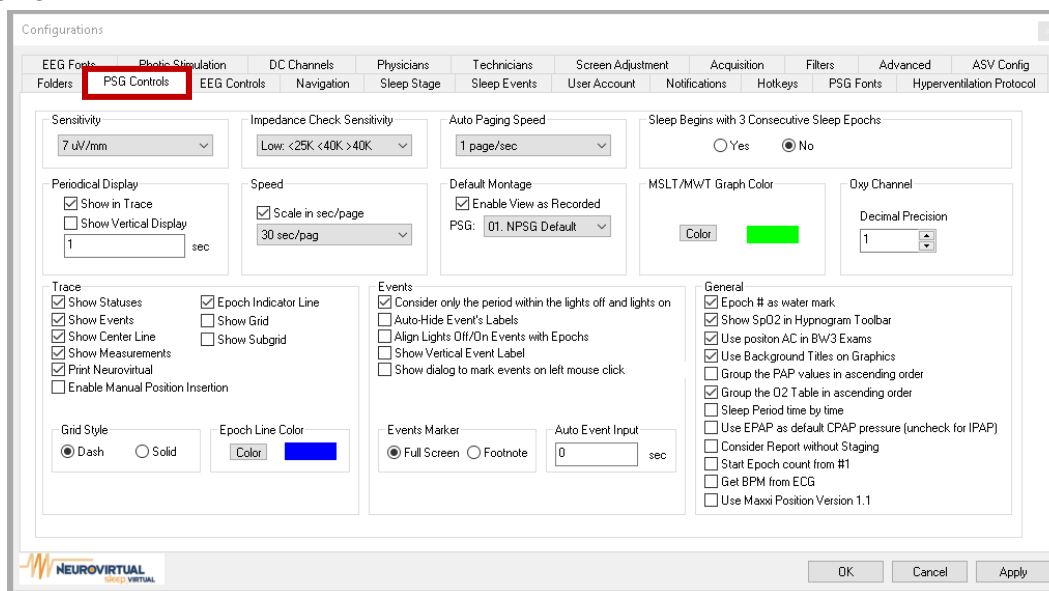 Configurations
EEG Fonts Photic Stimulation DC Channels Physicians Technicians Screen Adjustment Acquisition Filters Advanced ASV Config
Folders PSG Controls EEG Controls Navigation Sleep Stage Sleep Events User Account Notifications Hotkeys PSG Fonts Hyperventilation Protocol
Sensitivity
7 uV/mm
Impedance Check Sensitivity
Low: <25K <40K >40K
Auto Paging Speed
1 page/sec
Sleep Begins with 3 Consecutive Sleep Epochs
Yes No
Periodical Display
Show in Trace
Show Vertical Display
1 sec
Speed
Scale in sec/page
30 sec/pag
Default Montage
Enable View as Recorded
PSG: 01. NPSG Default
MSLT/MWT Graph Color
Color
Oxy Channel
Decimal Precision
1
Trace
Show Statuses
Show Events
Show Center Line
Show Measurements
Print Neurovirtual
Enable Manual Position Insertion
Epoch Indicator Line
Show Grid
Show Subgrid
Grid Style
Dash Solid
Epoch Line Color
Color
Events
Consider only the period within the lights off and lights on
Auto-Hide Event's Labels
Align Lights Off/On Events with Epochs
Show Vertical Event Label
Show dialog to mark events on left mouse click
Events Marker
Full Screen Footnote
Auto Event Input
0 sec
General
Epoch # as water mark
Show SpO2 in Hypnogram Toolbar
Use positon AC in BW3 Exams
Use Background Titles on Graphics
Group the PAP values in ascending order
Group the O2 Table in ascending order
Sleep Period time by time
Use EPAP as default CPAP pressure (uncheck for IPAP)
Consider Report without Staging
Start Epoch count from #1
Get BPM from ECG
Use Maxxi Position Version 1.1
NEUROVIRTUAL
sleep VIRTUAL
OK Cancel Apply